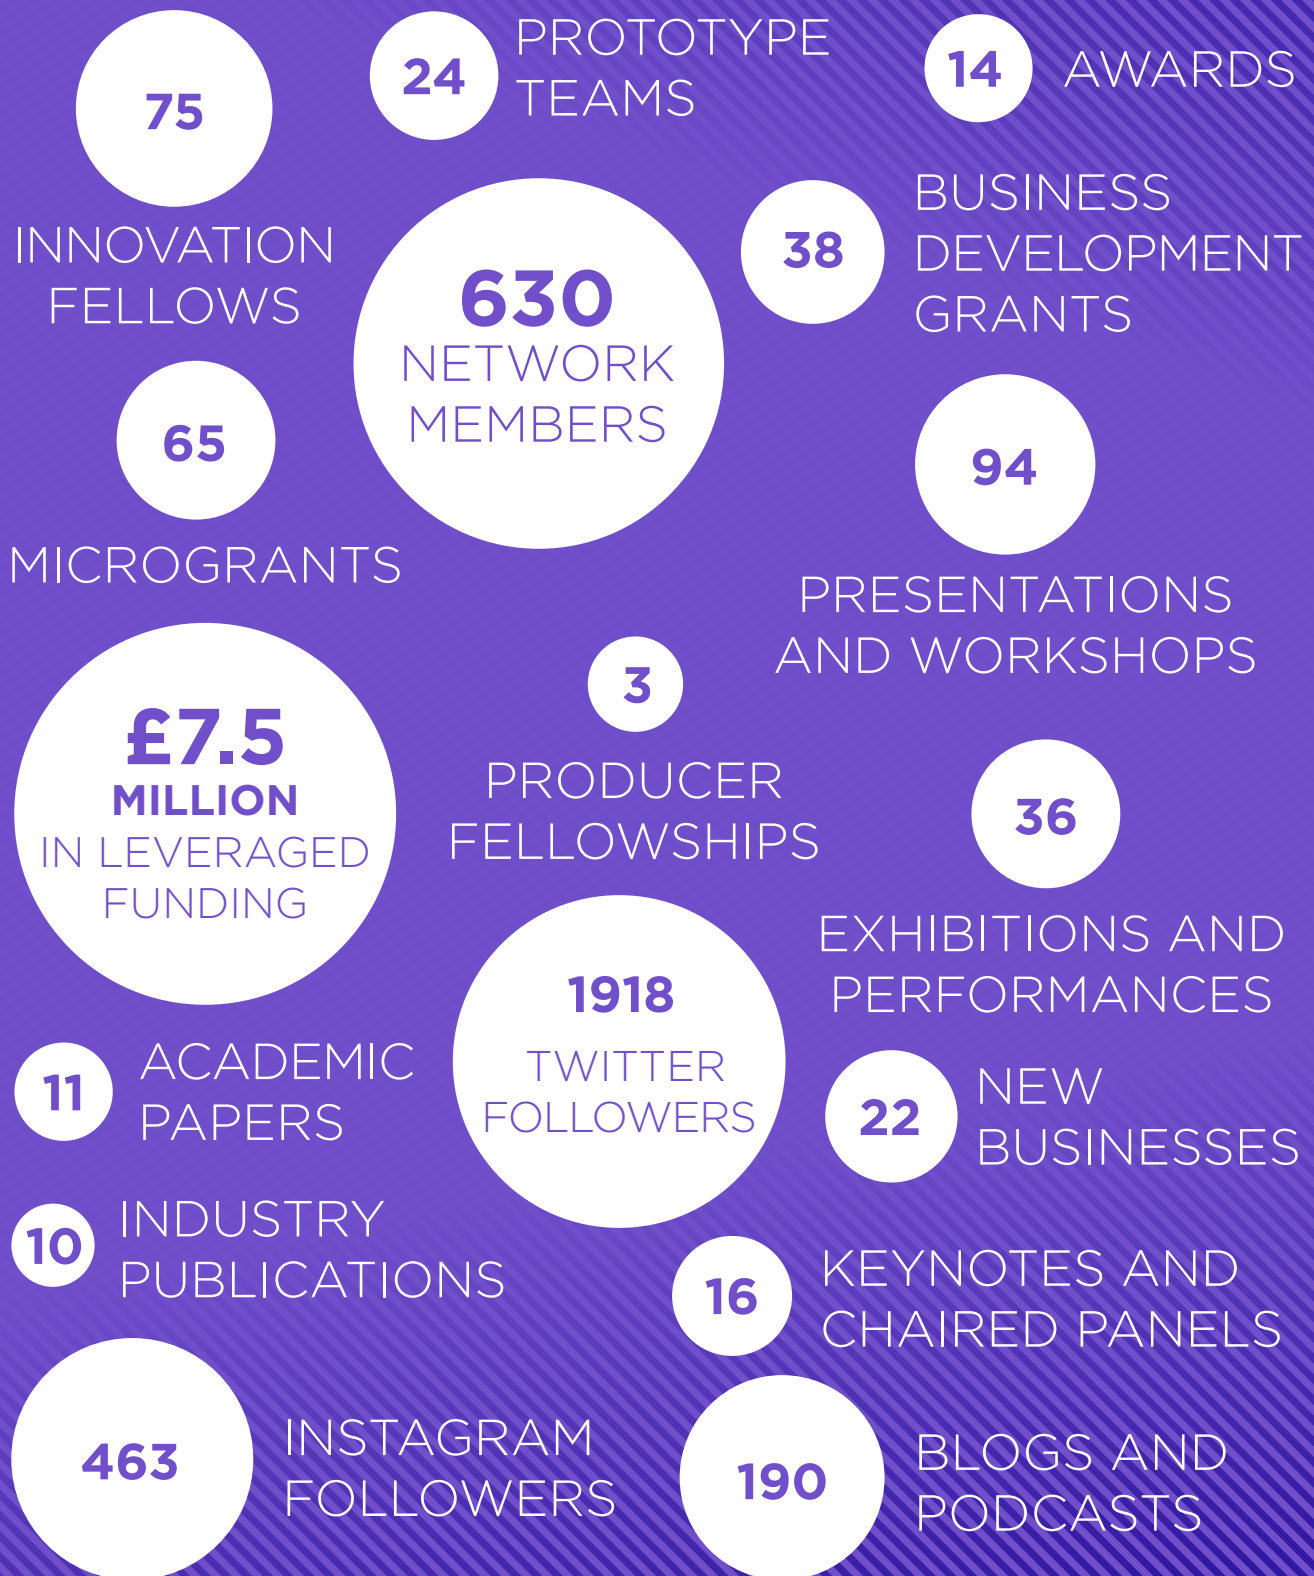 75
INNOVATION
FELLOWS
24
PROTOTYPE
TEAMS
14
AWARDS
630
NETWORK
MEMBERS
38
BUSINESS
DEVELOPMENT
GRANTS
65
MICROGRANTS
94
PRESENTATIONS
AND WORKSHOPS
£7.5
MILLION
IN LEVERAGED
FUNDING
3
PRODUCER
FELLOWSHIPS
36
EXHIBITIONS AND
PERFORMANCES
1918
TWITTER
FOLLOWERS
11
ACADEMIC
PAPERS
22
NEW
BUSINESSES
10
INDUSTRY
PUBLICATIONS
16
KEYNOTES AND
CHAIRED PANELS
463
INSTAGRAM
FOLLOWERS
190
BLOGS AND
PODCASTS